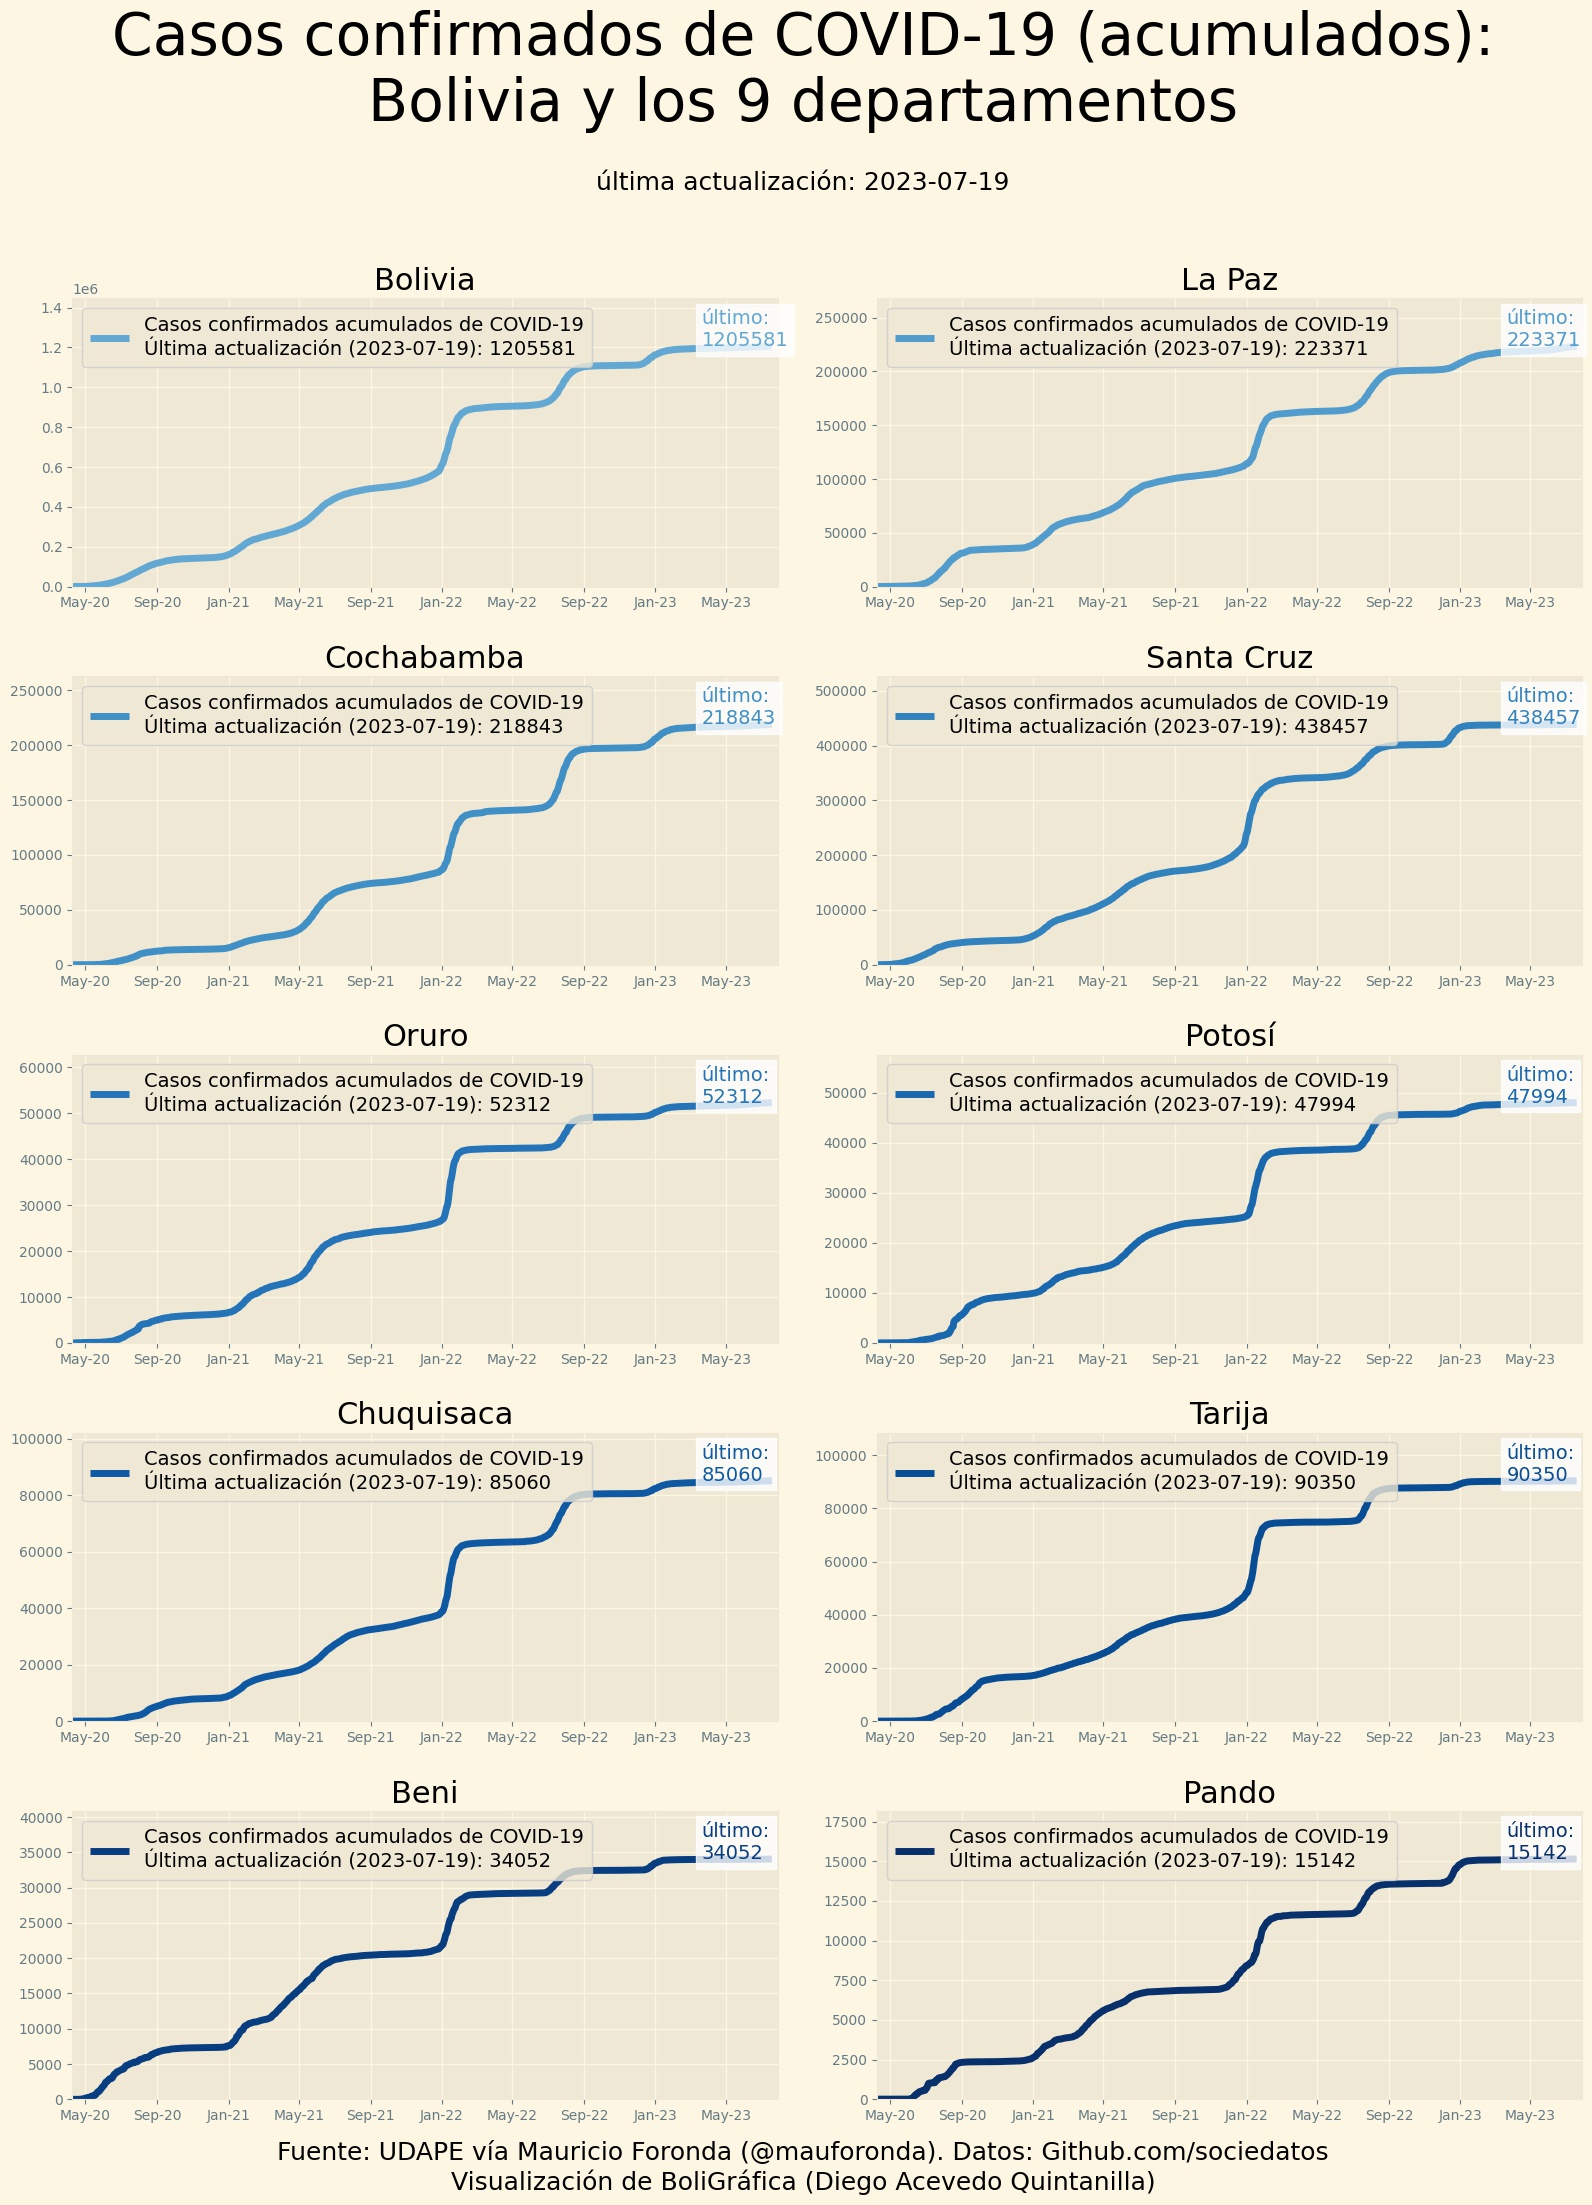 Casos confirmados de COVID-19 (acumulados):
Bolivia y los 9 departamentos
última actualización: 2023-07-19
Bolivia
1e6
1.4
1.2
1.0
0.8
0.6
0.4
0.2
0.0
Casos confirmados acumulados de COVID-19
Última actualización (2023-07-19): 1205581
último:
1205581
May-20 Sep-20 Jan-21 May-21 Sep-21 Jan-22 May-22 Sep-22 Jan-23 May-23
La Paz
250000
200000
150000
100000
50000
0
Casos confirmados acumulados de COVID-19
Última actualización (2023-07-19): 223371
último:
223371
May-20 Sep-20 Jan-21 May-21 Sep-21 Jan-22 May-22 Sep-22 Jan-23 May-23
Cochabamba
250000
200000
150000
100000
50000
0
Casos confirmados acumulados de COVID-19
Última actualización (2023-07-19): 218843
último:
218843
May-20 Sep-20 Jan-21 May-21 Sep-21 Jan-22 May-22 Sep-22 Jan-23 May-23
Santa Cruz
500000
400000
300000
200000
100000
0
Casos confirmados acumulados de COVID-19
Última actualización (2023-07-19): 438457
último:
438457
May-20 Sep-20 Jan-21 May-21 Sep-21 Jan-22 May-22 Sep-22 Jan-23 May-23
Oruro
60000
50000
40000
30000
20000
10000
0
Casos confirmados acumulados de COVID-19
Última actualización (2023-07-19): 52312
último:
52312
May-20 Sep-20 Jan-21 May-21 Sep-21 Jan-22 May-22 Sep-22 Jan-23 May-23
Potosí
50000
40000
30000
20000
10000
0
Casos confirmados acumulados de COVID-19
Última actualización (2023-07-19): 47994
último:
47994
May-20 Sep-20 Jan-21 May-21 Sep-21 Jan-22 May-22 Sep-22 Jan-23 May-23
Chuquisaca
100000
80000
60000
40000
20000
0
Casos confirmados acumulados de COVID-19
Última actualización (2023-07-19): 85060
último:
85060
May-20 Sep-20 Jan-21 May-21 Sep-21 Jan-22 May-22 Sep-22 Jan-23 May-23
Tarija
100000
80000
60000
40000
20000
0
Casos confirmados acumulados de COVID-19
Última actualización (2023-07-19): 90350
último:
90350
May-20 Sep-20 Jan-21 May-21 Sep-21 Jan-22 May-22 Sep-22 Jan-23 May-23
Beni
40000
35000
30000
25000
20000
15000
10000
5000
0
Casos confirmados acumulados de COVID-19
Última actualización (2023-07-19): 34052
último:
34052
May-20 Sep-20 Jan-21 May-21 Sep-21 Jan-22 May-22 Sep-22 Jan-23 May-23
Pando
17500
15000
12500
10000
7500
5000
2500
0
Casos confirmados acumulados de COVID-19
Última actualización (2023-07-19): 15142
último:
15142
May-20 Sep-20 Jan-21 May-21 Sep-21 Jan-22 May-22 Sep-22 Jan-23 May-23
Fuente: UDAPE vía Mauricio Foronda (@mauforonda). Datos: Github.com/sociedatos
Visualización de BoliGráfica (Diego Acevedo Quintanilla)